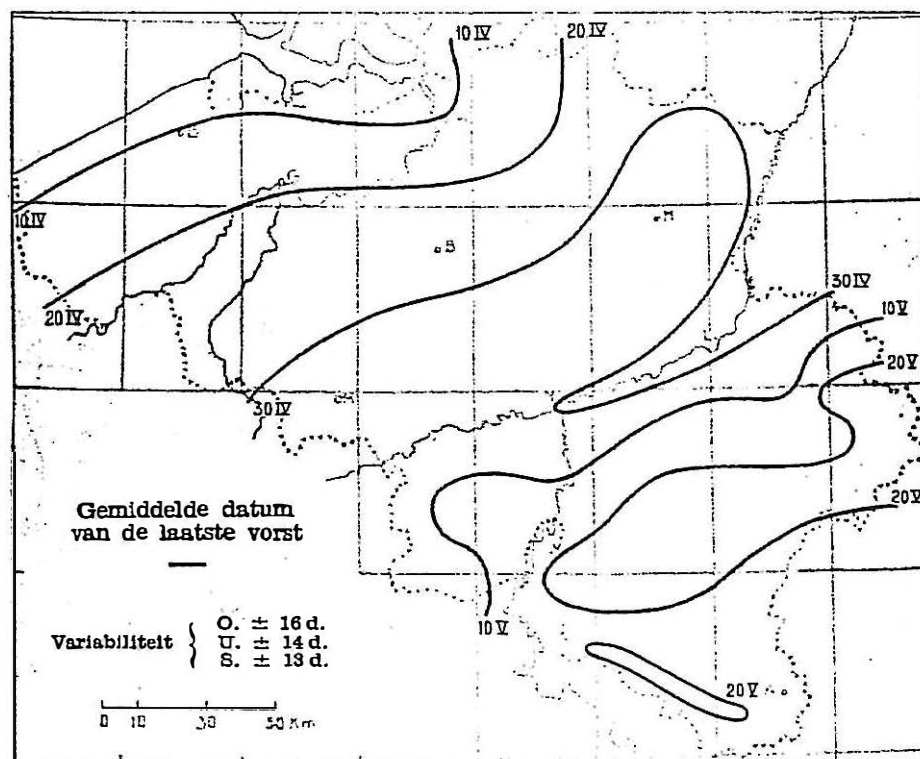 10 IV
20 IV
10 IV
20 IV
30 IV
30 IV
10 V
20 V
20 V
10 V
20 V
B
H
Gemiddelde datum
van de laatste vorst
Variabiliteit { O. ± 16 d.
U. ± 14 d.
S. ± 13 d.
0 10 30 50 Km